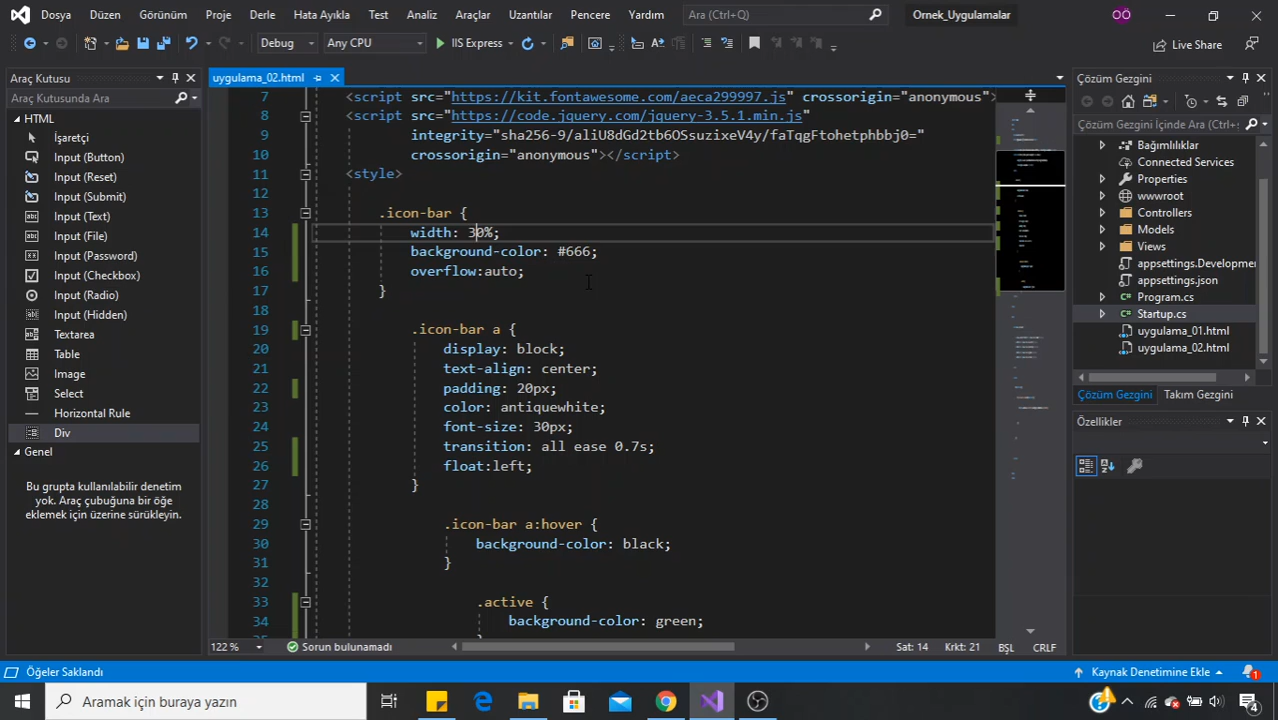 Dosya Düzen Görünüm Proje Derle Hata Ayıkla Test Analiz Araçlar Uzantılar Pencere Yardım Ara (Ctrl+Q) Ornek_Uygulamalar OÖ
Debug Any CPU IIS Express Live Share
Araç Kutusu
Araç Kutusunda Ara
HTML
İşaretçi
Input (Button)
Input (Reset)
Input (Submit)
Input (Text)
Input (File)
Input (Password)
Input (Checkbox)
Input (Radio)
Input (Hidden)
Textarea
Table
Image
Select
Horizontal Rule
Div
Genel
Bu grupta kullanılabilir denetim
yok. Araç çubuğuna bir öğe
eklemek için üzerine sürükleyin.
uygulama_02.html
7 <script src="https://kit.fontawesome.com/aeca299997.js" crossorigin="anonymous">
8 <script src="https://code.jquery.com/jquery-3.5.1.min.js"
9 integrity="sha256-9/aliU8dGd2tb6OSsuzixeV4y/faTqgFtohetphbbj0="
10 crossorigin="anonymous"></script>
11 <style>
12
13 .icon-bar {
14 width: 30%;
15 background-color: #666;
16 overflow:auto;
17 }
18
19 .icon-bar a {
20 display: block;
21 text-align: center;
22 padding: 20px;
23 color: antiquewhite;
24 font-size: 30px;
25 transition: all ease 0.7s;
26 float:left;
27 }
28
29 .icon-bar a:hover {
30 background-color: black;
31 }
32
33 .active {
34 background-color: green;
122 % Sorun bulunamadı Sat: 14 Krkt: 21 BŞL CRLF
Çözüm Gezgini
Çözüm Gezgini İçinde Ara (Ctrl+
Bağımlılıklar
Connected Services
Properties
wwwroot
Controllers
Models
Views
appsettings.Developme
appsettings.json
Program.cs
Startup.cs
uygulama_01.html
uygulama_02.html
Çözüm Gezgini Takım Gezgini
Özellikler
Öğeler Saklandı Kaynak Denetimine Ekle 1
Aramak için buraya yazın 4